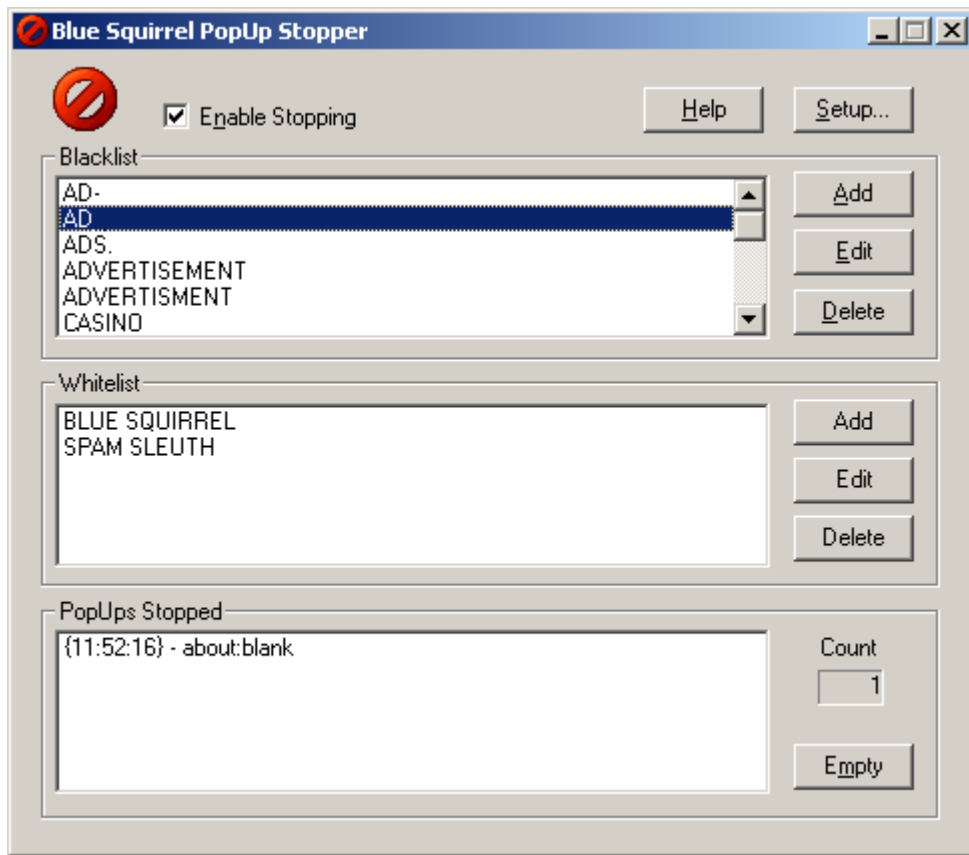 Blue Squirrel PopUp Stopper
Enable Stopping
Help
Setup...
Blacklist
AD-
AD
ADS.
ADVERTISEMENT
ADVERTISMENT
CASINO
Add
Edit
Delete
Whitelist
BLUE SQUIRREL
SPAM SLEUTH
Add
Edit
Delete
PopUps Stopped
{11:52:16} - about:blank
Count
1
Empty